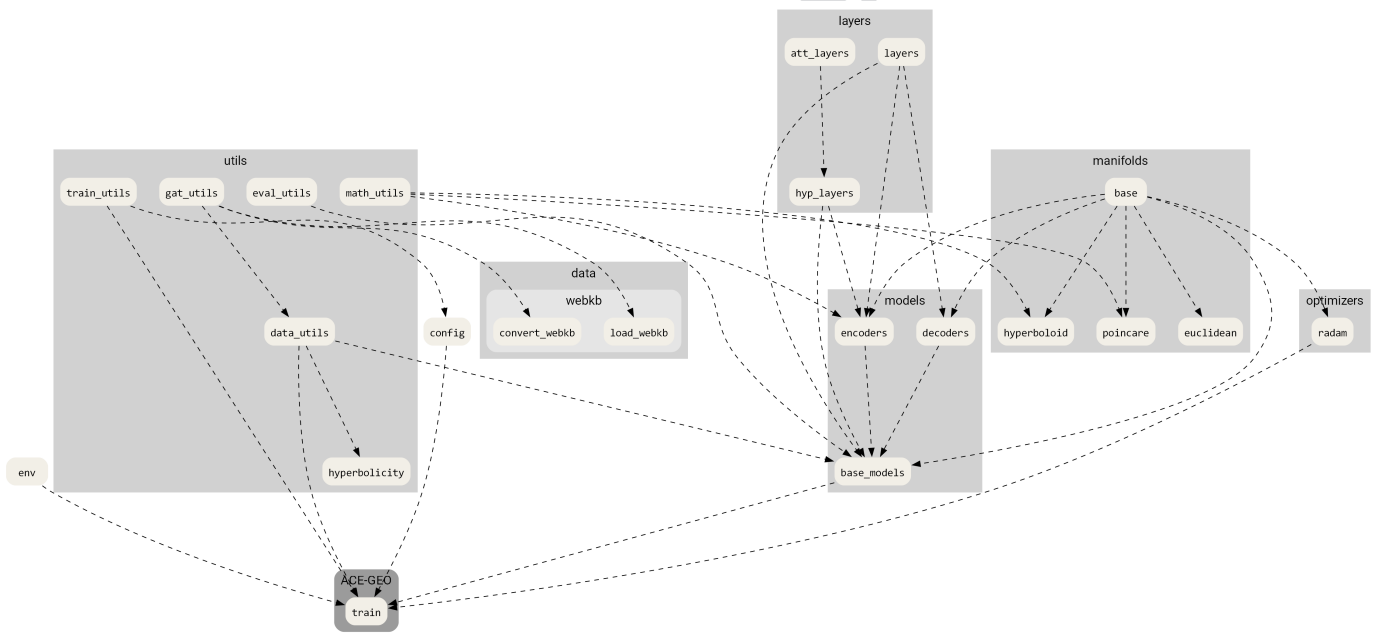 layers
att_layers
layers
utils
manifolds
train_utils
gat_utils
eval_utils
math_utils
hyp_layers
base
data
webkb
models
optimizers
data_utils
config
convert_webkb
load_webkb
encoders
decoders
hyperboloid
poincare
euclidean
radam
env
hyperbolicity
base_models
ACE-GEO
train